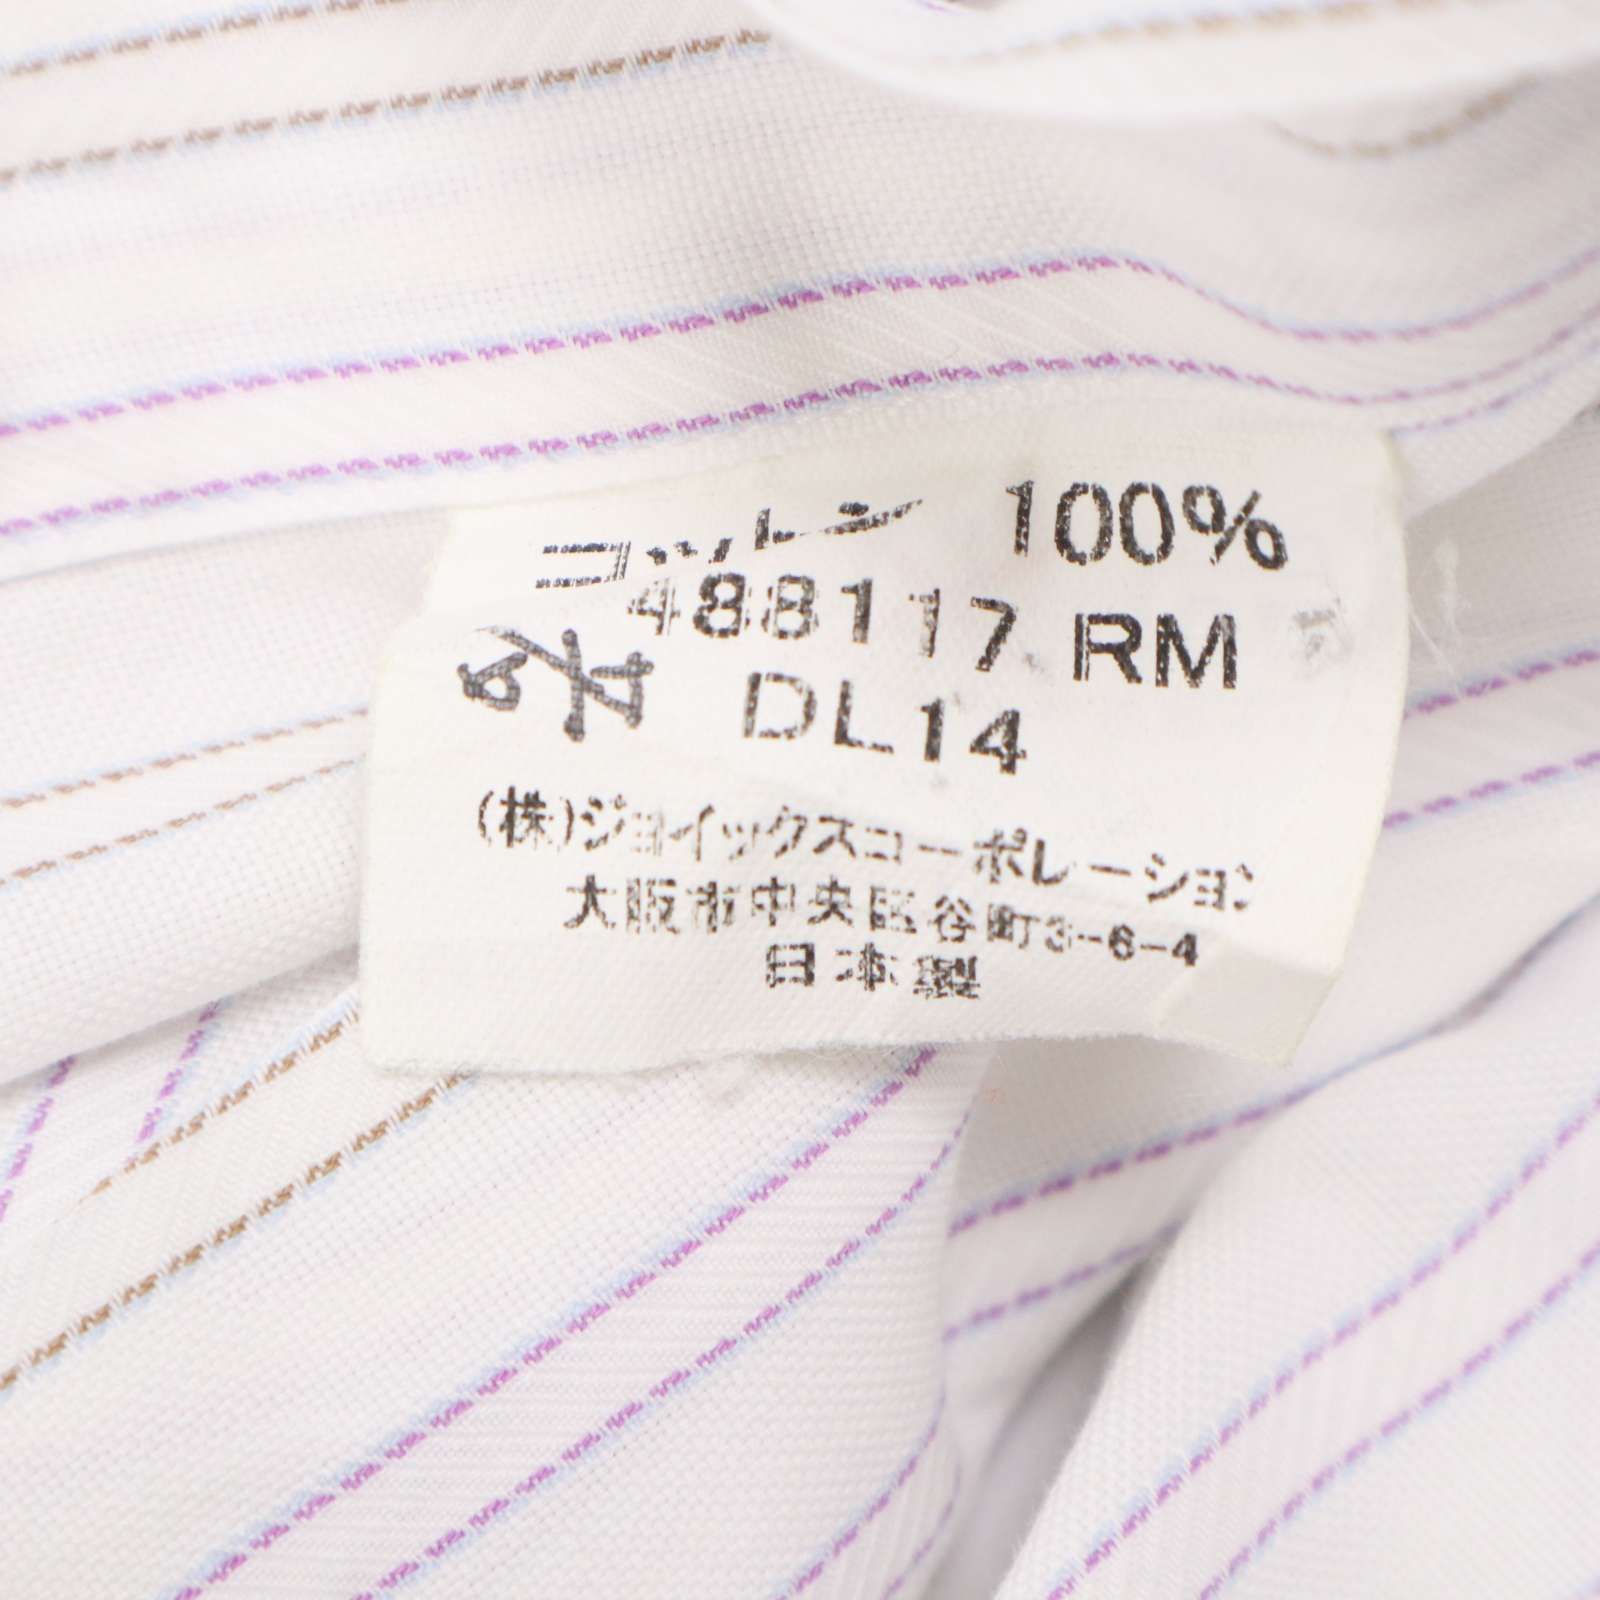 コットン 100%
488117 RM
DL14
(株)ジョイックスコーポレーション
大阪市中央区谷町3-6-4
日本製